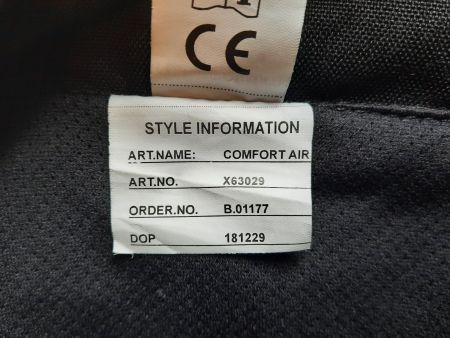 CE
STYLE INFORMATION
ART.NAME: COMFORT AIR
ART.NO. X63029
ORDER.NO. B.01177
DOP 181229